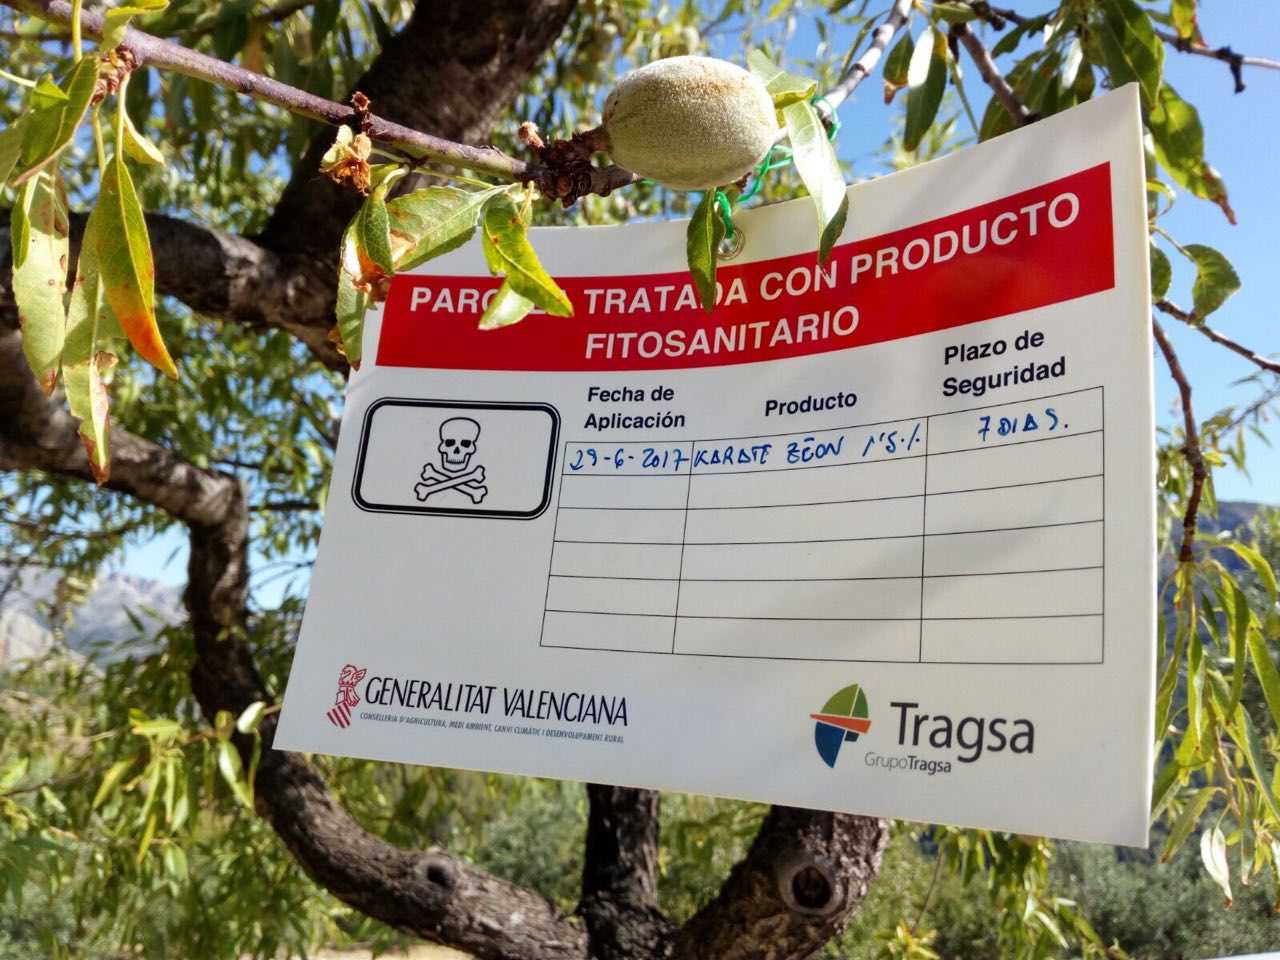 PARCELA TRATADA CON PRODUCTO
FITOSANITARIO
Fecha de
Aplicación
Producto
Plazo de
Seguridad
29-6-2017
KARATE ZEON 1'5.%
7 DIAS.
GENERALITAT VALENCIANA
CONSELLERIA D'AGRICULTURA, MEDI AMBIENT, CANVI CLIMÀTIC I DESENVOLUPAMENT RURAL
Tragsa
GrupoTragsa